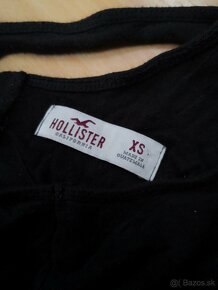 HOLLISTER
CALIFORNIA
XS
MADE IN
GUATEMALA
Bazos.sk